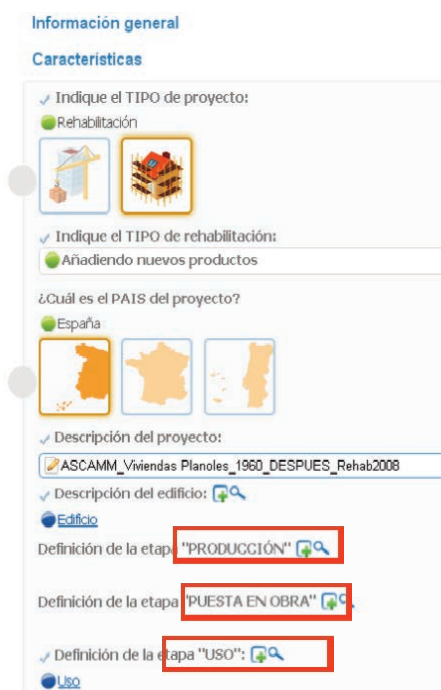 Información general
Características
Indique el TIPO de proyecto:
Rehabilitación
Indique el TIPO de rehabilitación:
Añadiendo nuevos productos
¿Cuál es el PAIS del proyecto?
España
Descripción del proyecto:
ASCAMM_Viviendas Planoles_1960_DESPUES_Rehab2008
Descripción del edificio:
Edificio
Definición de la etapa "PRODUCCIÓN"
Definición de la etapa "PUESTA EN OBRA"
Definición de la etapa "USO":
Uso